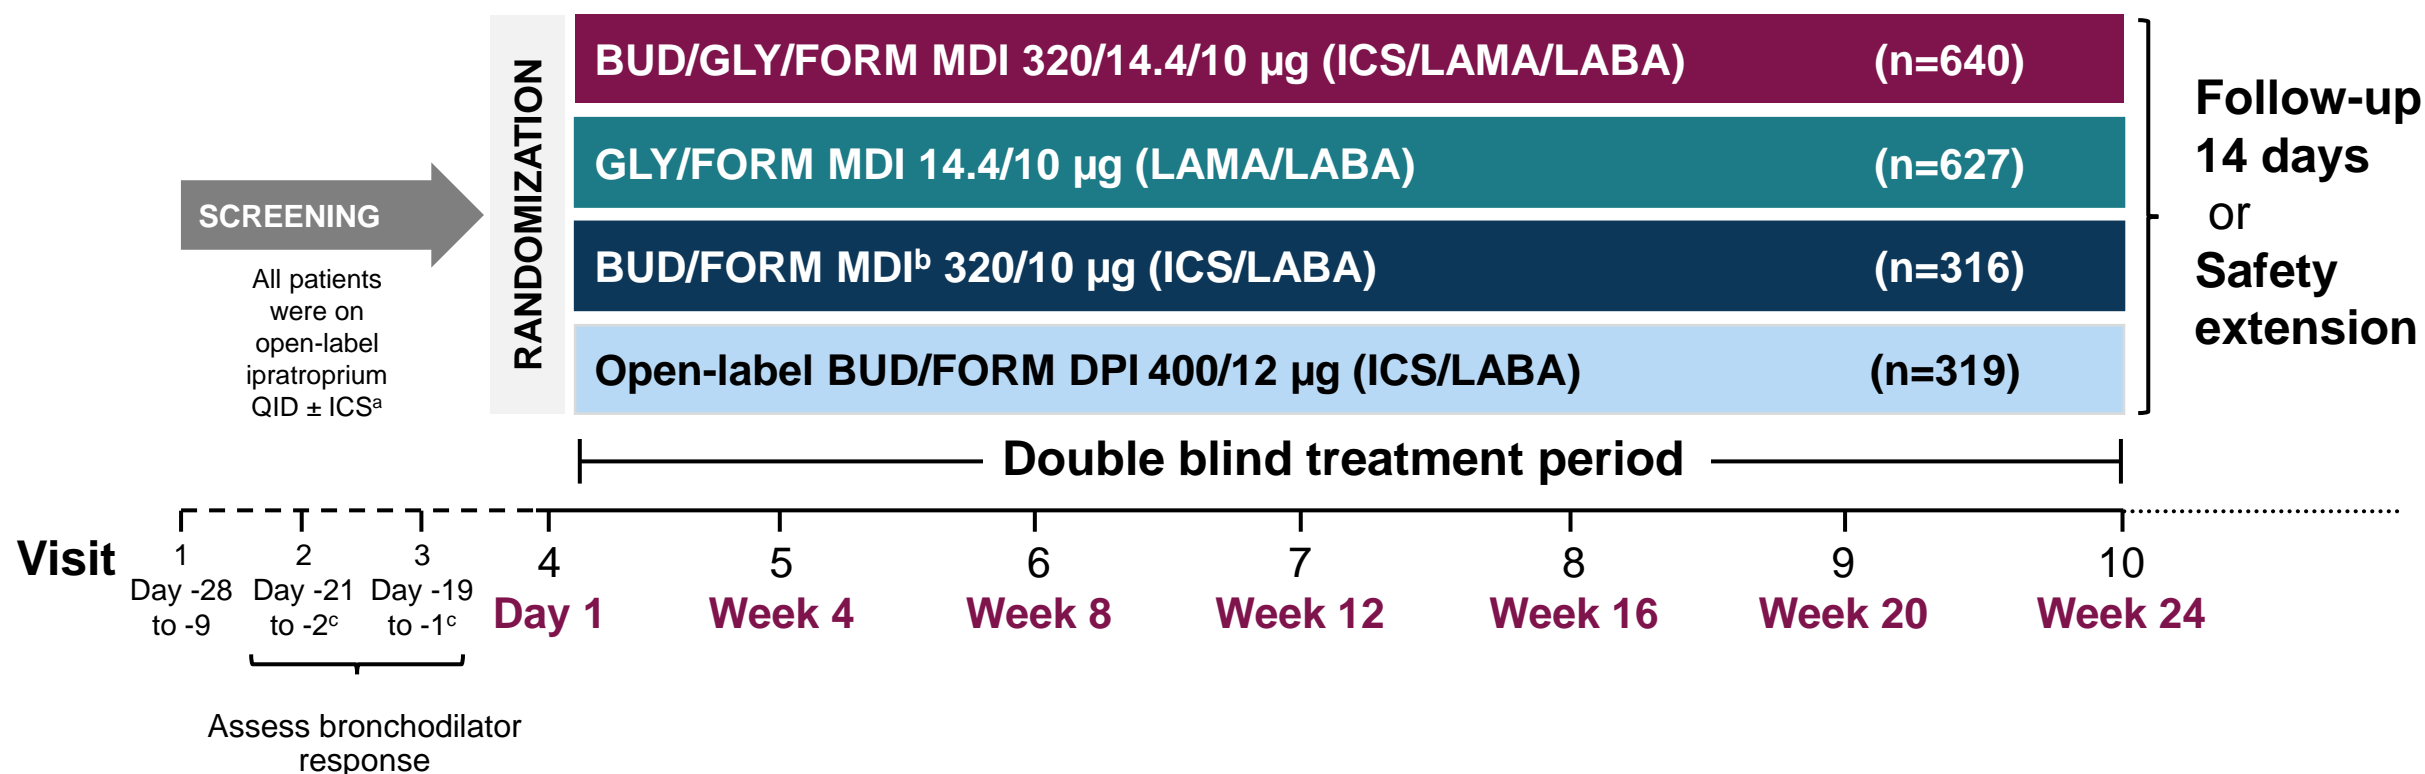 SCREENING
All patients
were on
open-label
ipratroprium
QID ± ICSᵃ
RANDOMIZATION
BUD/GLY/FORM MDI 320/14.4/10 µg (ICS/LAMA/LABA) (n=640)
GLY/FORM MDI 14.4/10 µg (LAMA/LABA) (n=627)
BUD/FORM MDIᵇ 320/10 µg (ICS/LABA) (n=316)
Open-label BUD/FORM DPI 400/12 µg (ICS/LABA) (n=319)
Follow-up
14 days
or
Safety
extension
Double blind treatment period
Visit
1
Day -28
to -9
2
Day -21
to -2ᶜ
3
Day -19
to -1ᶜ
4
Day 1
5
Week 4
6
Week 8
7
Week 12
8
Week 16
9
Week 20
10
Week 24
Assess bronchodilator
response